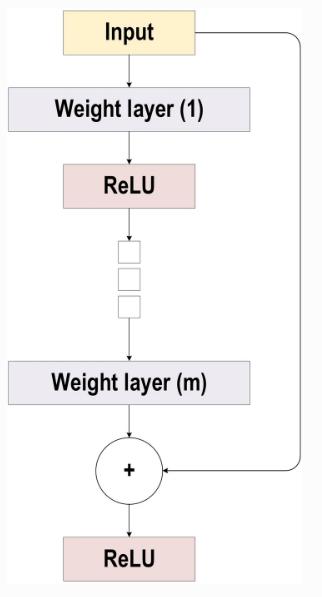 Input
Weight layer (1)
ReLU
Weight layer (m)
+
ReLU